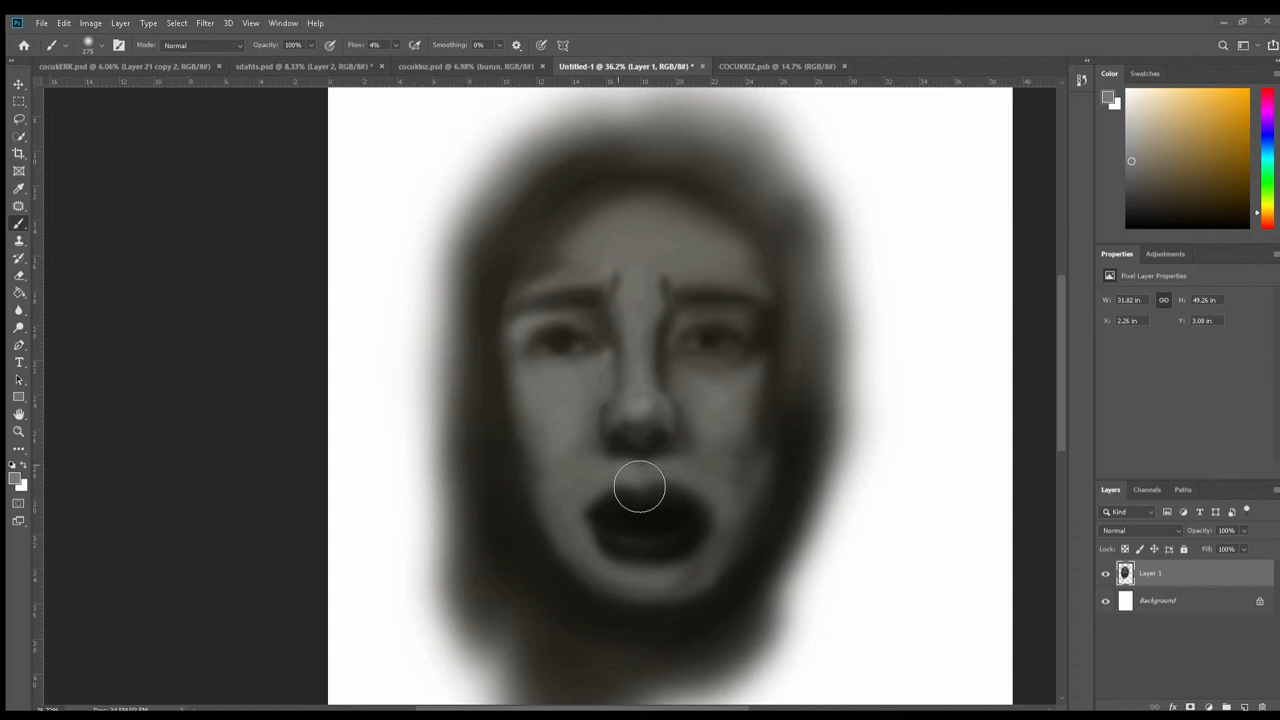 Ps File Edit Image Layer Type Select Filter 3D View Window Help
275 Mode: Normal Opacity: 100% Flow: 4% Smoothing: 0%
cocukERK.psd @ 6.06% (Layer 21 copy 2, RGB/8#) × sdafds.psd @ 8.33% (Layer 2, RGB/8#) * × cocukkız.psd @ 6.98% (burun, RGB/8#) × Untitled-1 @ 36.2% (Layer 1, RGB/8#) * × COCUKKIZ.psb @ 14.7% (RGB/8#) ×
Color Swatches
Properties Adjustments
Pixel Layer Properties
W: 31.82 in H: 49.26 in
X: 2.26 in Y: 3.08 in
Layers Channels Paths
Kind
Normal Opacity: 100%
Lock: Fill: 100%
Layer 1
Background
fx